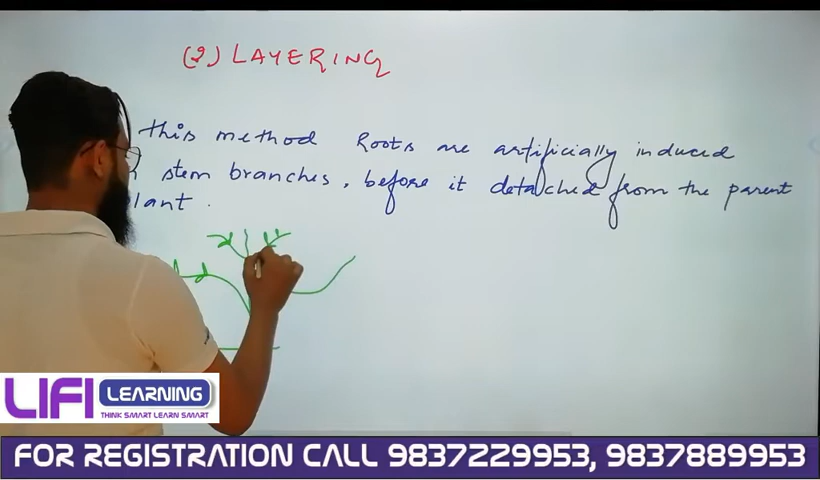 (2) LAYERING
this method Roots are artificially induced
stem branches, before it detached from the parent
lant.
LIFI LEARNING
THINK SMART LEARN SMART
FOR REGISTRATION CALL 9837229953, 9837889953